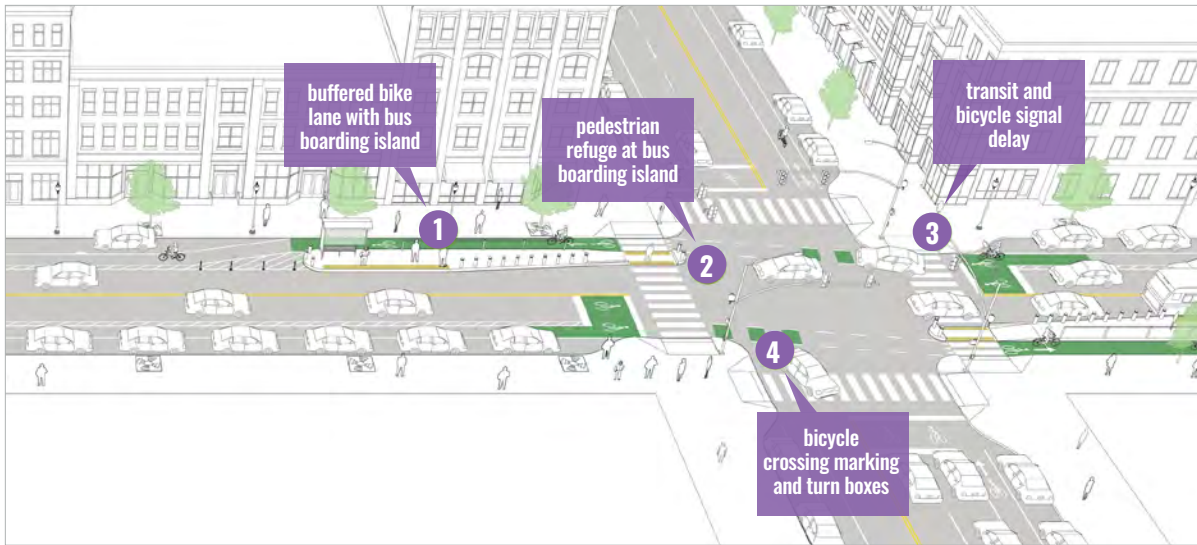 buffered bike
lane with bus
boarding island
1
pedestrian
refuge at bus
boarding island
2
transit and
bicycle signal
delay
3
4
bicycle
crossing marking
and turn boxes